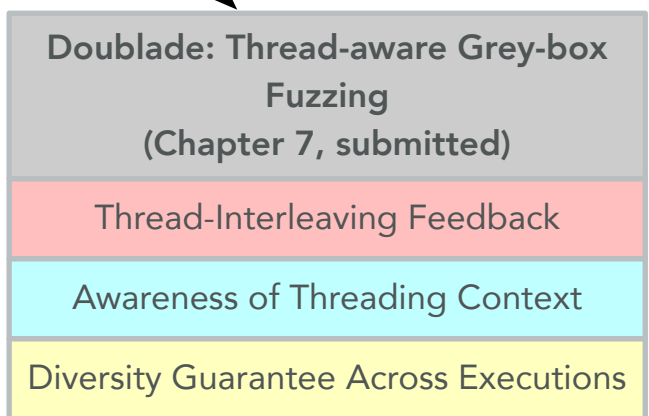 Doublade: Thread-aware Grey-box
Fuzzing
(Chapter 7, submitted)
Thread-Interleaving Feedback
Awareness of Threading Context
Diversity Guarantee Across Executions